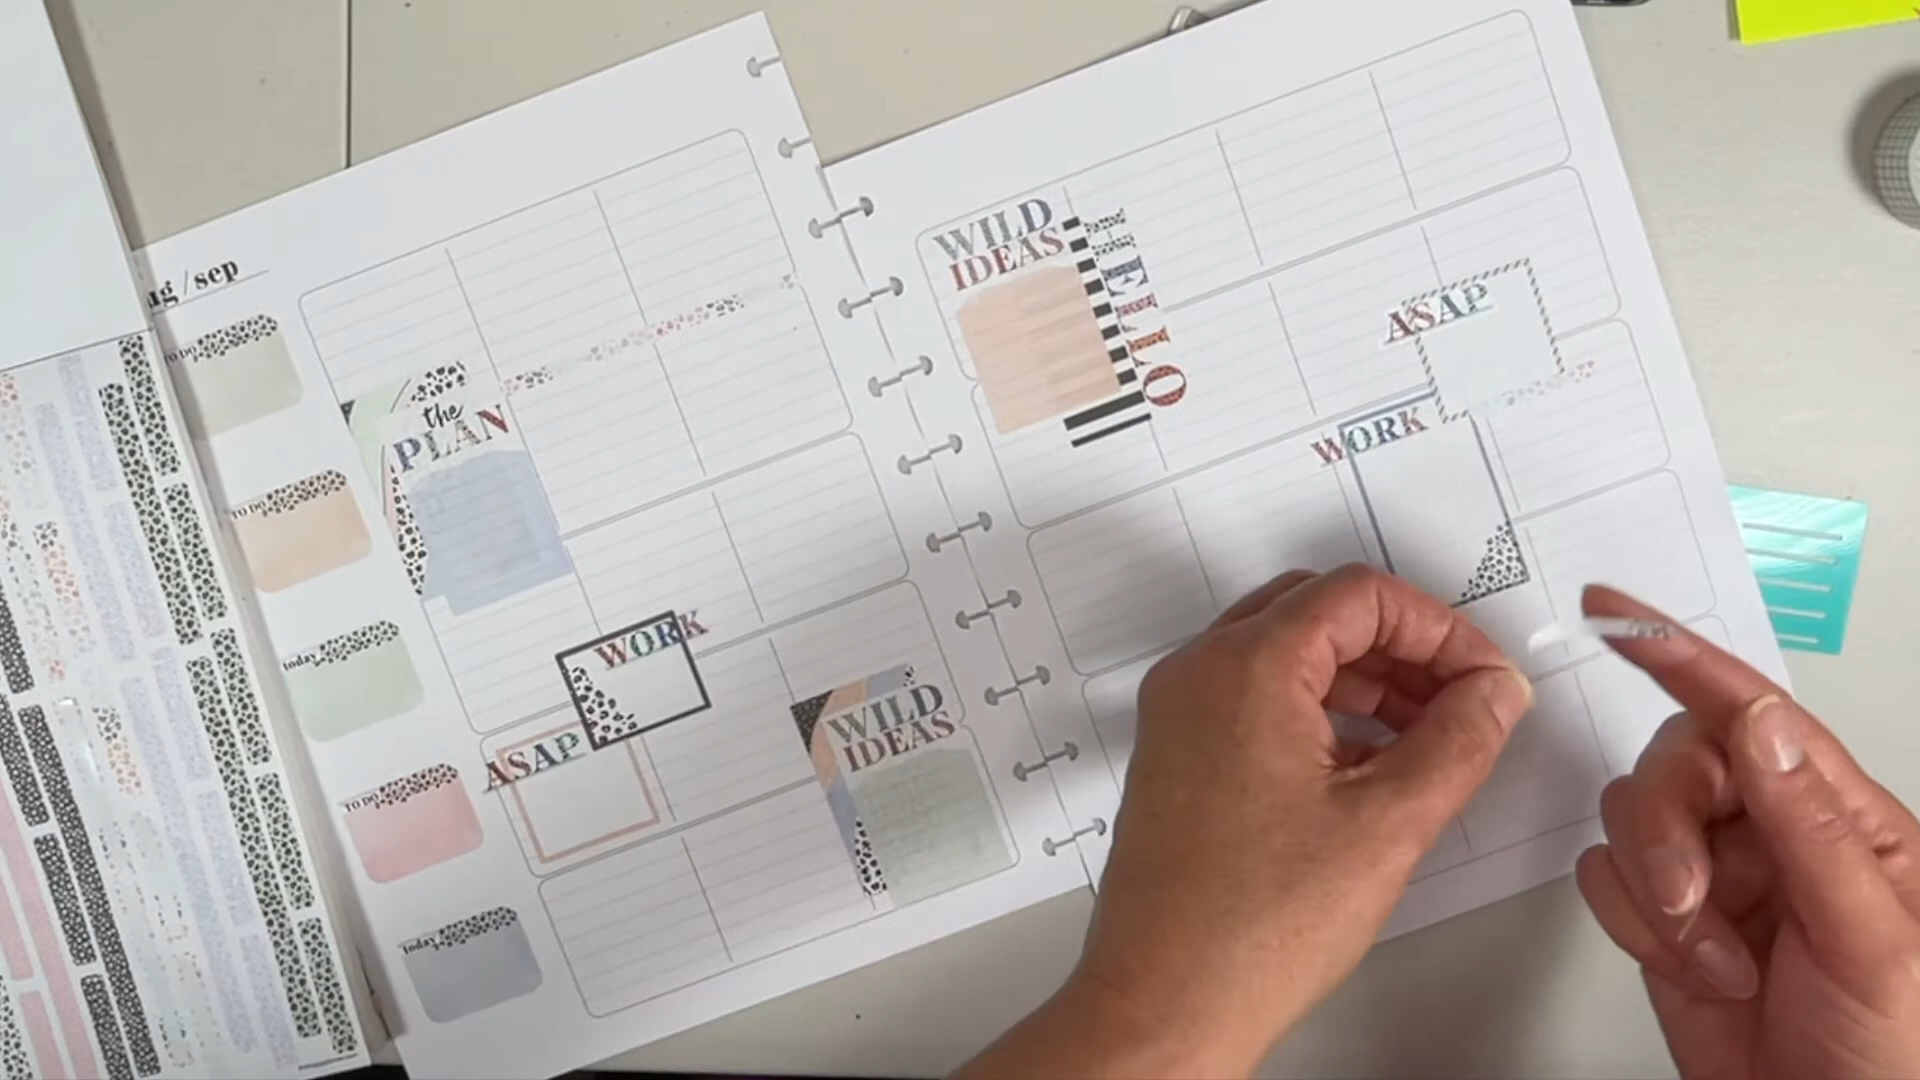 ug/sep
TO DO
TO DO
today
TO DO
today
the
PLAN
WORK
ASAP
WILD
IDEAS
WILD
IDEAS
HELLO
ASAP
WORK